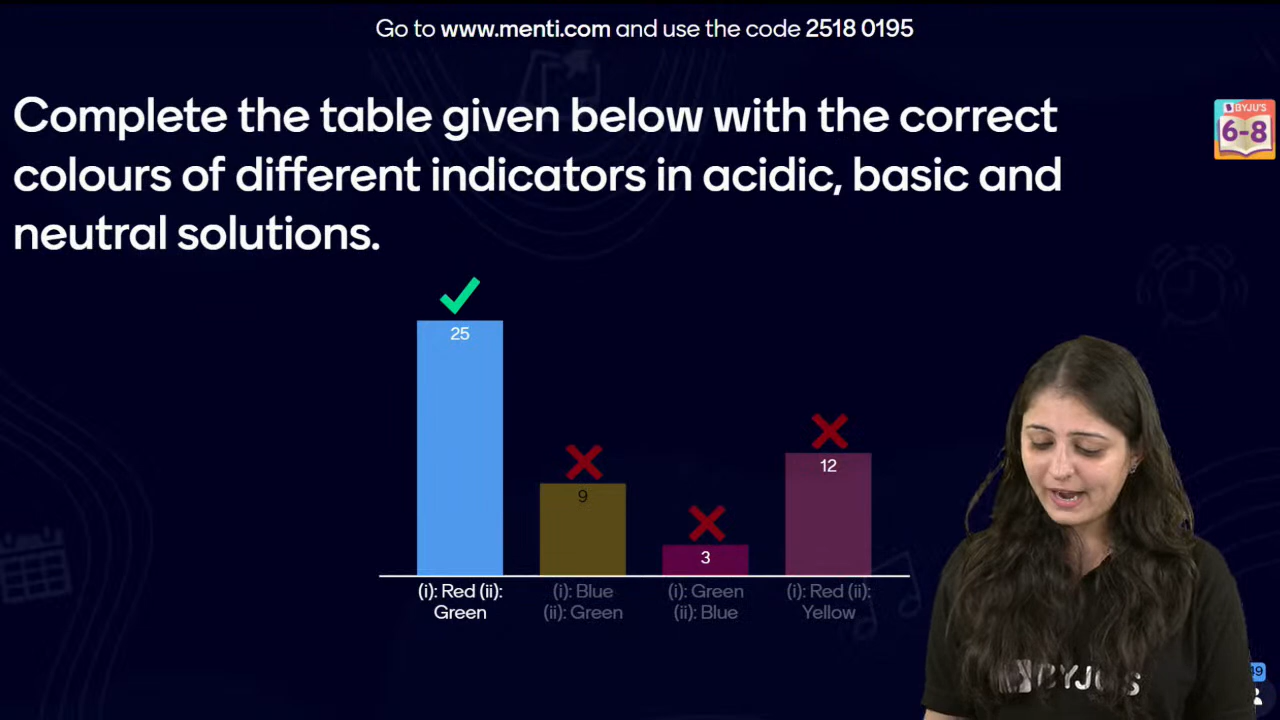 Go to www.menti.com and use the code 2518 0195
BYJU'S
6-8
Complete the table given below with the correct
colours of different indicators in acidic, basic and
neutral solutions.
25
9
3
12
(i): Red (ii):
Green
(i): Blue
(ii): Green
(i): Green
(ii): Blue
(i): Red (ii):
Yellow
BYJU'S